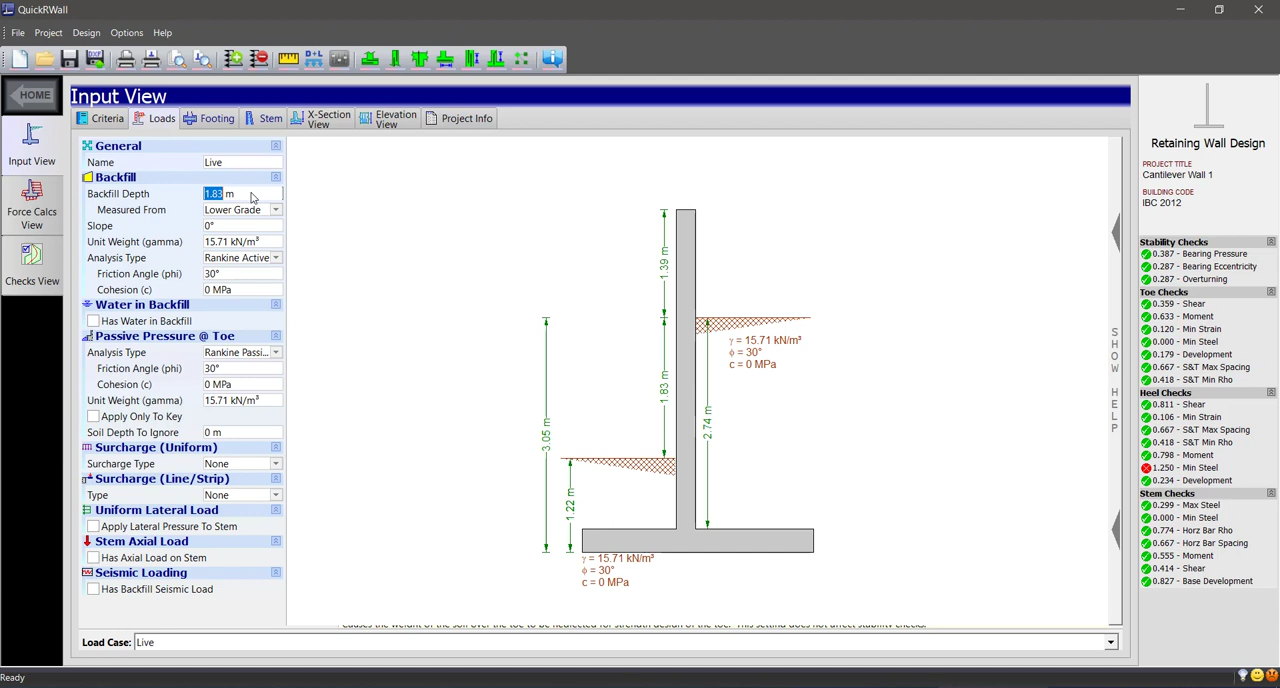 QuickRWall
File Project Design Options Help
HOME
Input View
Force Calcs
View
Checks View
Input View
Criteria Loads Footing Stem X-Section View Elevation View Project Info
General
Name Live
Backfill
Backfill Depth 1.83 m
Measured From Lower Grade
Slope 0°
Unit Weight (gamma) 15.71 kN/m³
Analysis Type Rankine Active
Friction Angle (phi) 30°
Cohesion (c) 0 MPa
Water in Backfill
Has Water in Backfill
Passive Pressure @ Toe
Analysis Type Rankine Passi...
Friction Angle (phi) 30°
Cohesion (c) 0 MPa
Unit Weight (gamma) 15.71 kN/m³
Apply Only To Key
Soil Depth To Ignore 0 m
Surcharge (Uniform)
Surcharge Type None
Surcharge (Line/Strip)
Type None
Uniform Lateral Load
Apply Lateral Pressure To Stem
Stem Axial Load
Has Axial Load on Stem
Seismic Loading
Has Backfill Seismic Load
1.39 m
1.83 m
2.74 m
3.05 m
1.22 m
γ = 15.71 kN/m³
ϕ = 30°
c = 0 MPa
γ = 15.71 kN/m³
ϕ = 30°
c = 0 MPa
SHOW HELP
Load Case: Live
Retaining Wall Design
PROJECT TITLE
Cantilever Wall 1
BUILDING CODE
IBC 2012
Stability Checks
0.387 - Bearing Pressure
0.287 - Bearing Eccentricity
0.287 - Overturning
Toe Checks
0.359 - Shear
0.633 - Moment
0.120 - Min Strain
0.000 - Min Steel
0.179 - Development
0.667 - S&T Max Spacing
0.418 - S&T Min Rho
Heel Checks
0.811 - Shear
0.106 - Min Strain
0.667 - S&T Max Spacing
0.418 - S&T Min Rho
0.798 - Moment
1.250 - Min Steel
0.234 - Development
Stem Checks
0.299 - Max Steel
0.000 - Min Steel
0.774 - Horz Bar Rho
0.667 - Horz Bar Spacing
0.555 - Moment
0.414 - Shear
0.827 - Base Development
Ready